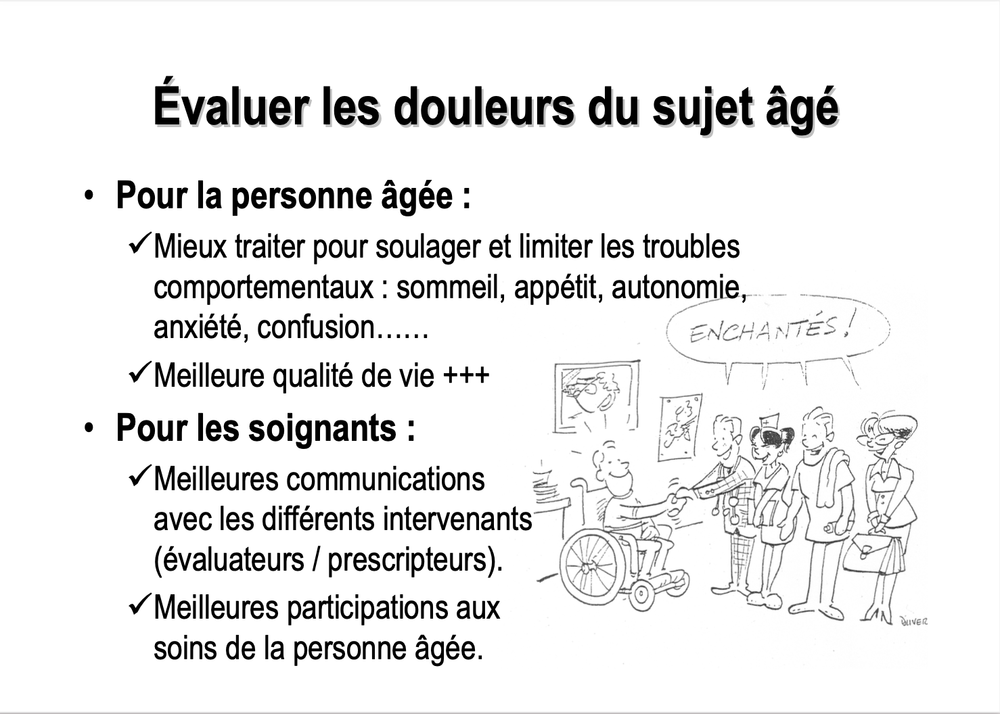 Évaluer les douleurs du sujet âgé
• Pour la personne âgée :
✓Mieux traiter pour soulager et limiter les troubles
comportementaux : sommeil, appétit, autonomie,
anxiété, confusion……
✓Meilleure qualité de vie +++
• Pour les soignants :
✓Meilleures communications
avec les différents intervenants
(évaluateurs / prescripteurs).
✓Meilleures participations aux
soins de la personne âgée.
ENCHANTÉS !